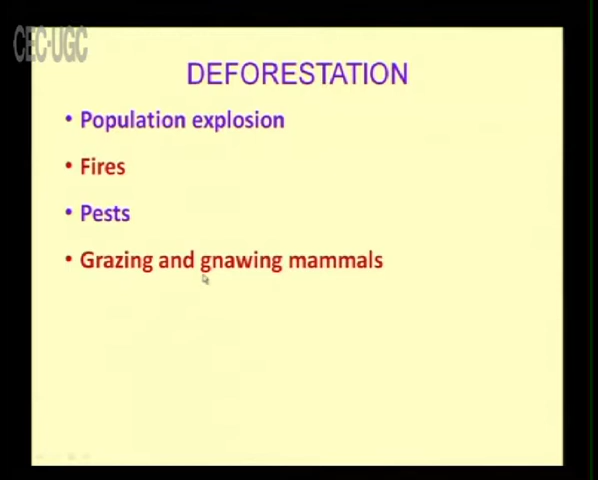 CEC-UGC
DEFORESTATION
• Population explosion
• Fires
• Pests
• Grazing and gnawing mammals